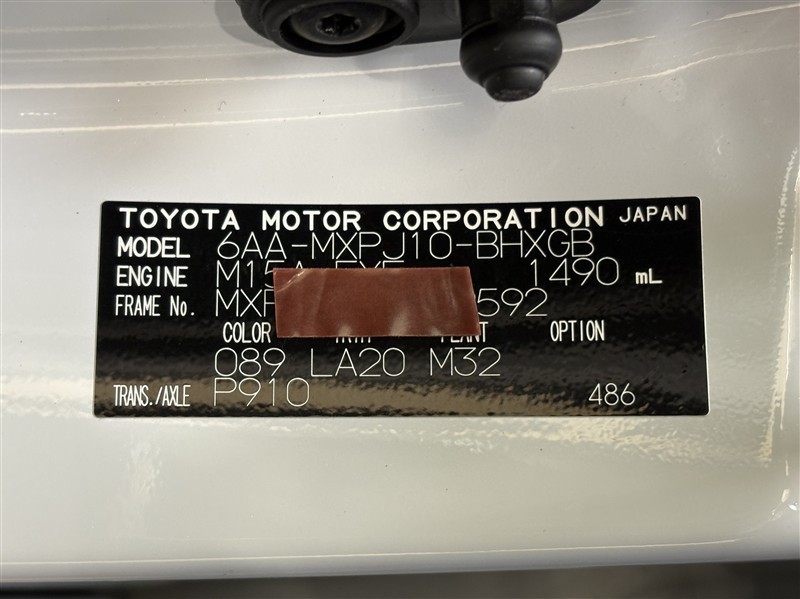 TOYOTA MOTOR CORPORATION JAPAN
MODEL 6AA-MXPJ10-BHXGB
ENGINE M15A 1490 mL
FRAME No. 592
COLOR OPTION
089 LA20 M32
TRANS./AXLE P910 486